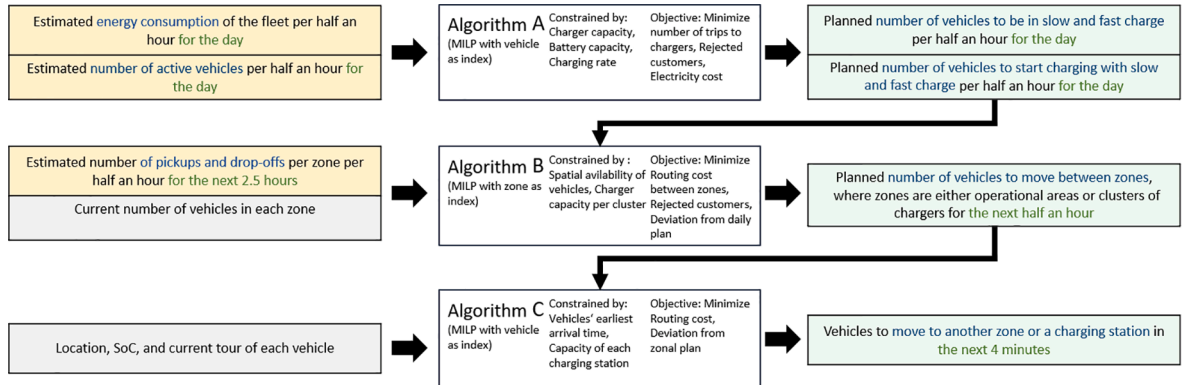 Estimated energy consumption of the fleet per half an
hour for the day
Estimated number of active vehicles per half an hour for
the day
Algorithm A
(MILP with vehicle
as index)
Constrained by:
Charger capacity,
Battery capacity,
Charging rate
Objective: Minimize
number of trips to
chargers, Rejected
customers,
Electricity cost
Planned number of vehicles to be in slow and fast charge
per half an hour for the day
Planned number of vehicles to start charging with slow
and fast charge per half an hour for the day
Estimated number of pickups and drop-offs per zone per
half an hour for the next 2.5 hours
Current number of vehicles in each zone
Algorithm B
(MILP with zone as
index)
Constrained by :
Spatial avilability of
vehicles, Charger
capacity per cluster
Objective: Minimize
Routing cost
between zones,
Rejected customers,
Deviation from daily
plan
Planned number of vehicles to move between zones,
where zones are either operational areas or clusters of
chargers for the next half an hour
Location, SoC, and current tour of each vehicle
Algorithm C
(MILP with vehicle
as index)
Constrained by:
Vehicles' earliest
arrival time,
Capacity of each
charging station
Objective: Minimize
Routing cost,
Deviation from
zonal plan
Vehicles to move to another zone or a charging station in
the next 4 minutes